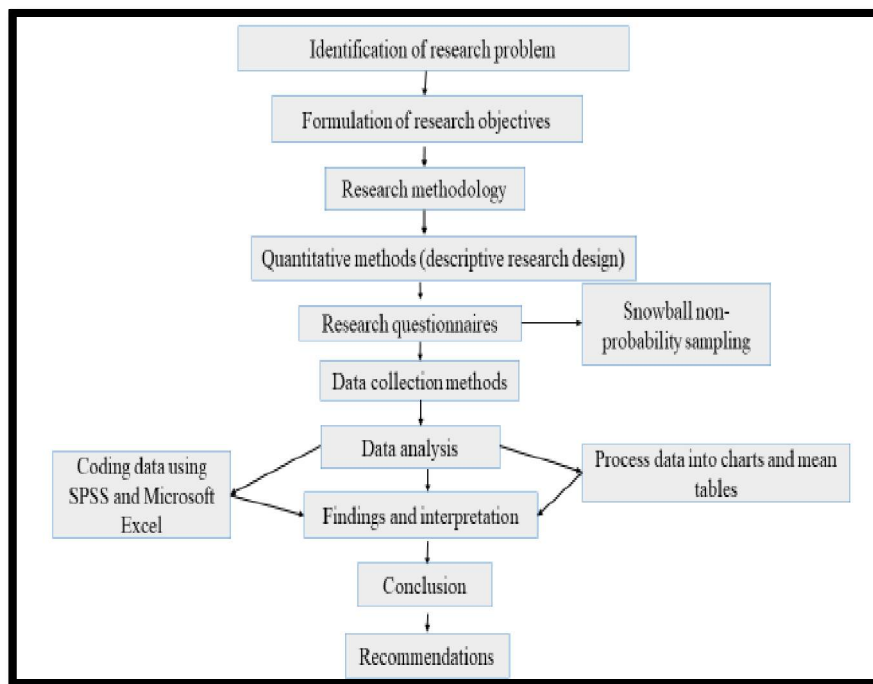 Identification of research problem
Formulation of research objectives
Research methodology
Quantitative methods (descriptive research design)
Research questionnaires
Snowball non-
probability sampling
Data collection methods
Data analysis
Coding data using
SPSS and Microsoft
Excel
Process data into charts and mean
tables
Findings and interpretation
Conclusion
Recommendations